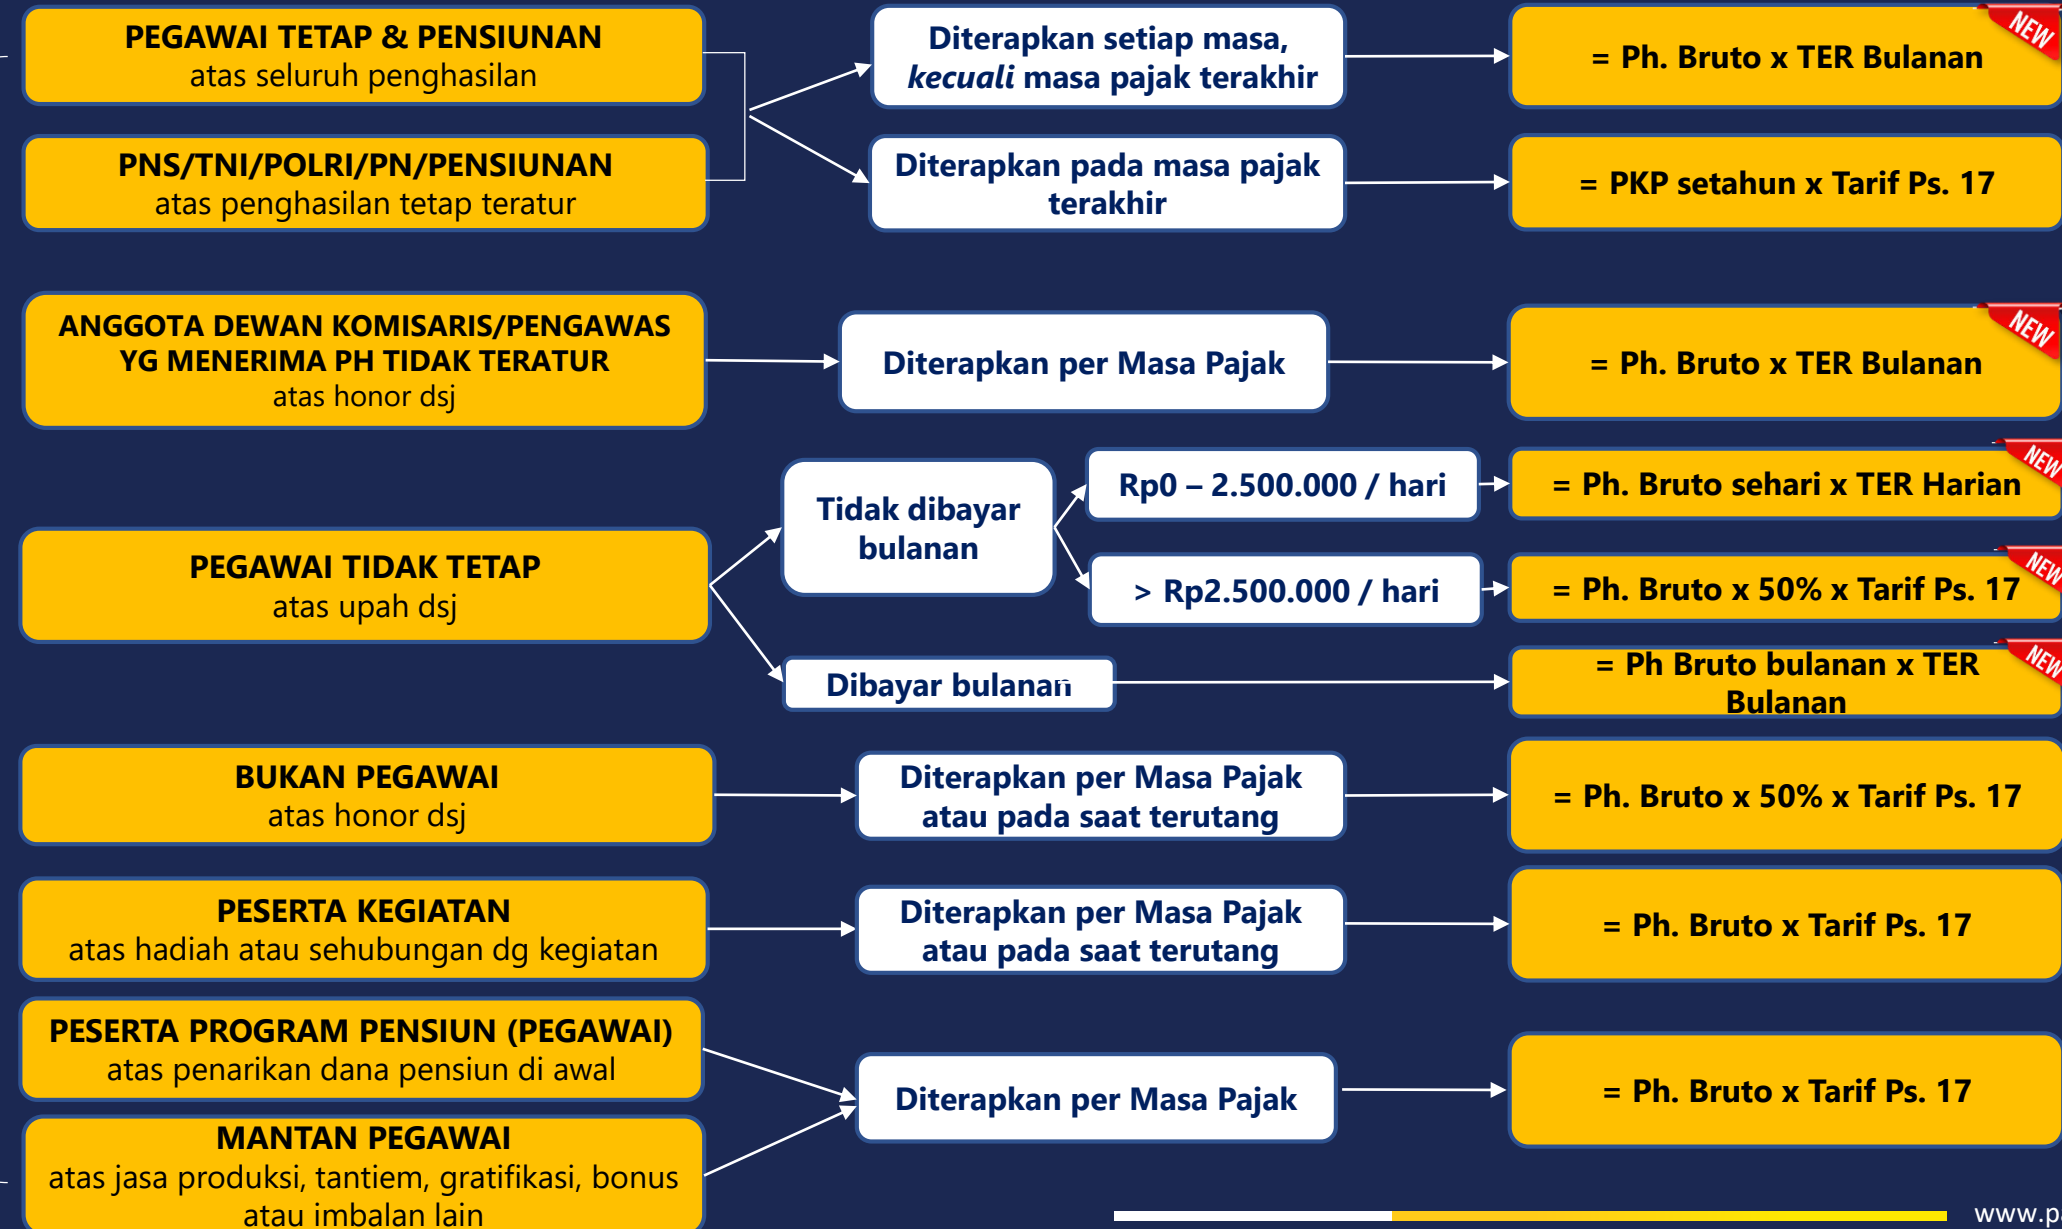 PEGAWAI TETAP & PENSIUNAN
atas seluruh penghasilan
Diterapkan setiap masa,
kecuali masa pajak terakhir
= Ph. Bruto x TER Bulanan
NEW
PNS/TNI/POLRI/PN/PENSIUNAN
atas penghasilan tetap teratur
Diterapkan pada masa pajak
terakhir
= PKP setahun x Tarif Ps. 17
ANGGOTA DEWAN KOMISARIS/PENGAWAS
YG MENERIMA PH TIDAK TERATUR
atas honor dsj
Diterapkan per Masa Pajak
= Ph. Bruto x TER Bulanan
NEW
PEGAWAI TIDAK TETAP
atas upah dsj
Tidak dibayar
bulanan
Rp0 – 2.500.000 / hari
= Ph. Bruto sehari x TER Harian
NEW
> Rp2.500.000 / hari
= Ph. Bruto x 50% x Tarif Ps. 17
NEW
Dibayar bulanan
= Ph Bruto bulanan x TER
Bulanan
NEW
BUKAN PEGAWAI
atas honor dsj
Diterapkan per Masa Pajak
atau pada saat terutang
= Ph. Bruto x 50% x Tarif Ps. 17
PESERTA KEGIATAN
atas hadiah atau sehubungan dg kegiatan
Diterapkan per Masa Pajak
atau pada saat terutang
= Ph. Bruto x Tarif Ps. 17
PESERTA PROGRAM PENSIUN (PEGAWAI)
atas penarikan dana pensiun di awal
MANTAN PEGAWAI
atas jasa produksi, tantiem, gratifikasi, bonus
atau imbalan lain
Diterapkan per Masa Pajak
= Ph. Bruto x Tarif Ps. 17